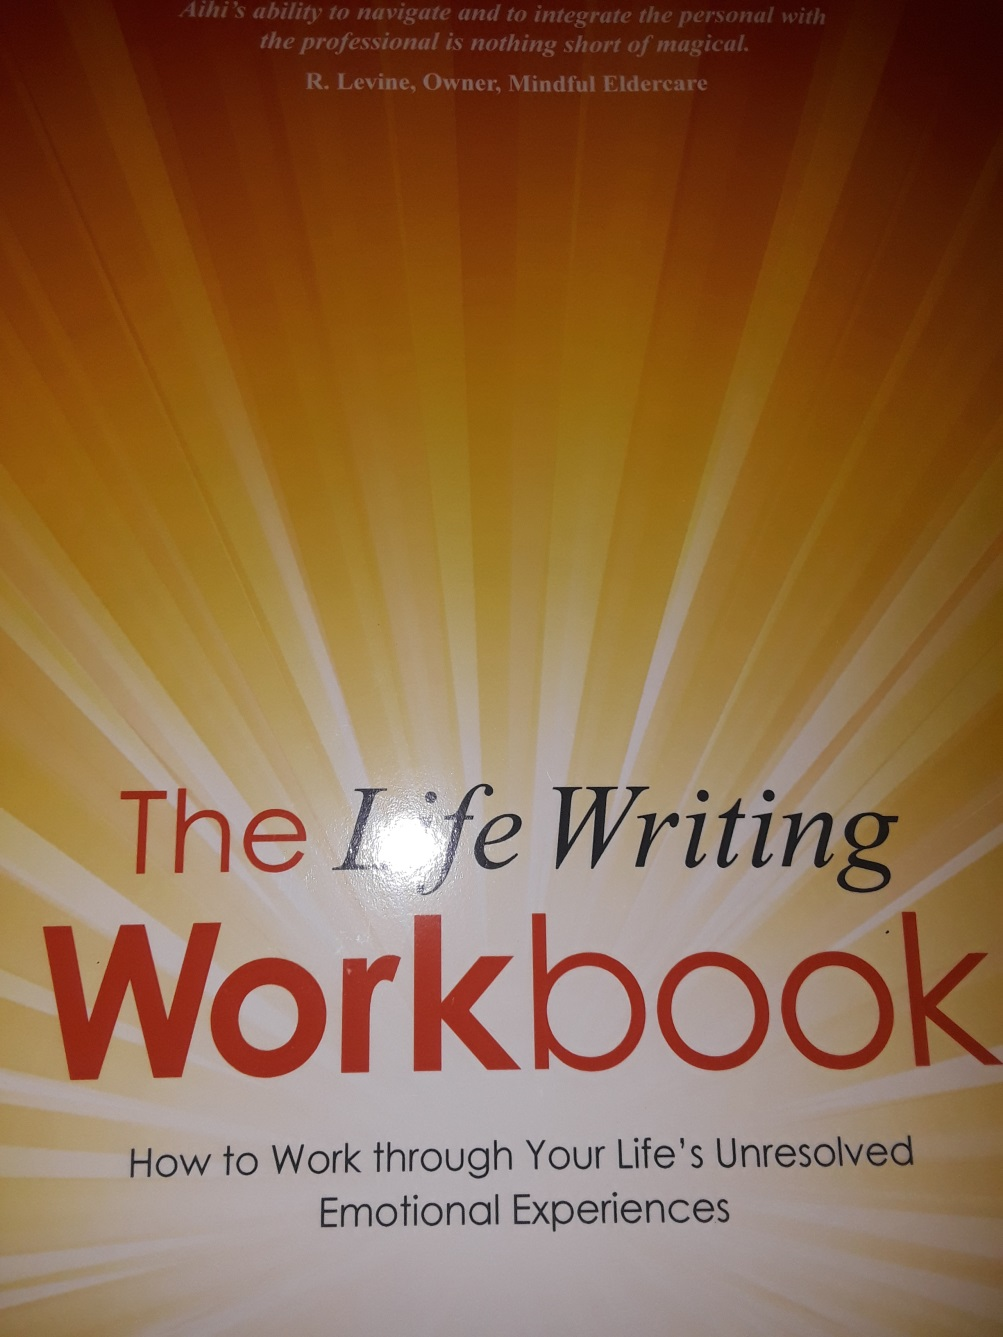 Aihi's ability to navigate and to integrate the personal with
the professional is nothing short of magical.
R. Levine, Owner, Mindful Eldercare
The Life Writing
Workbook
How to Work through Your Life's Unresolved
Emotional Experiences